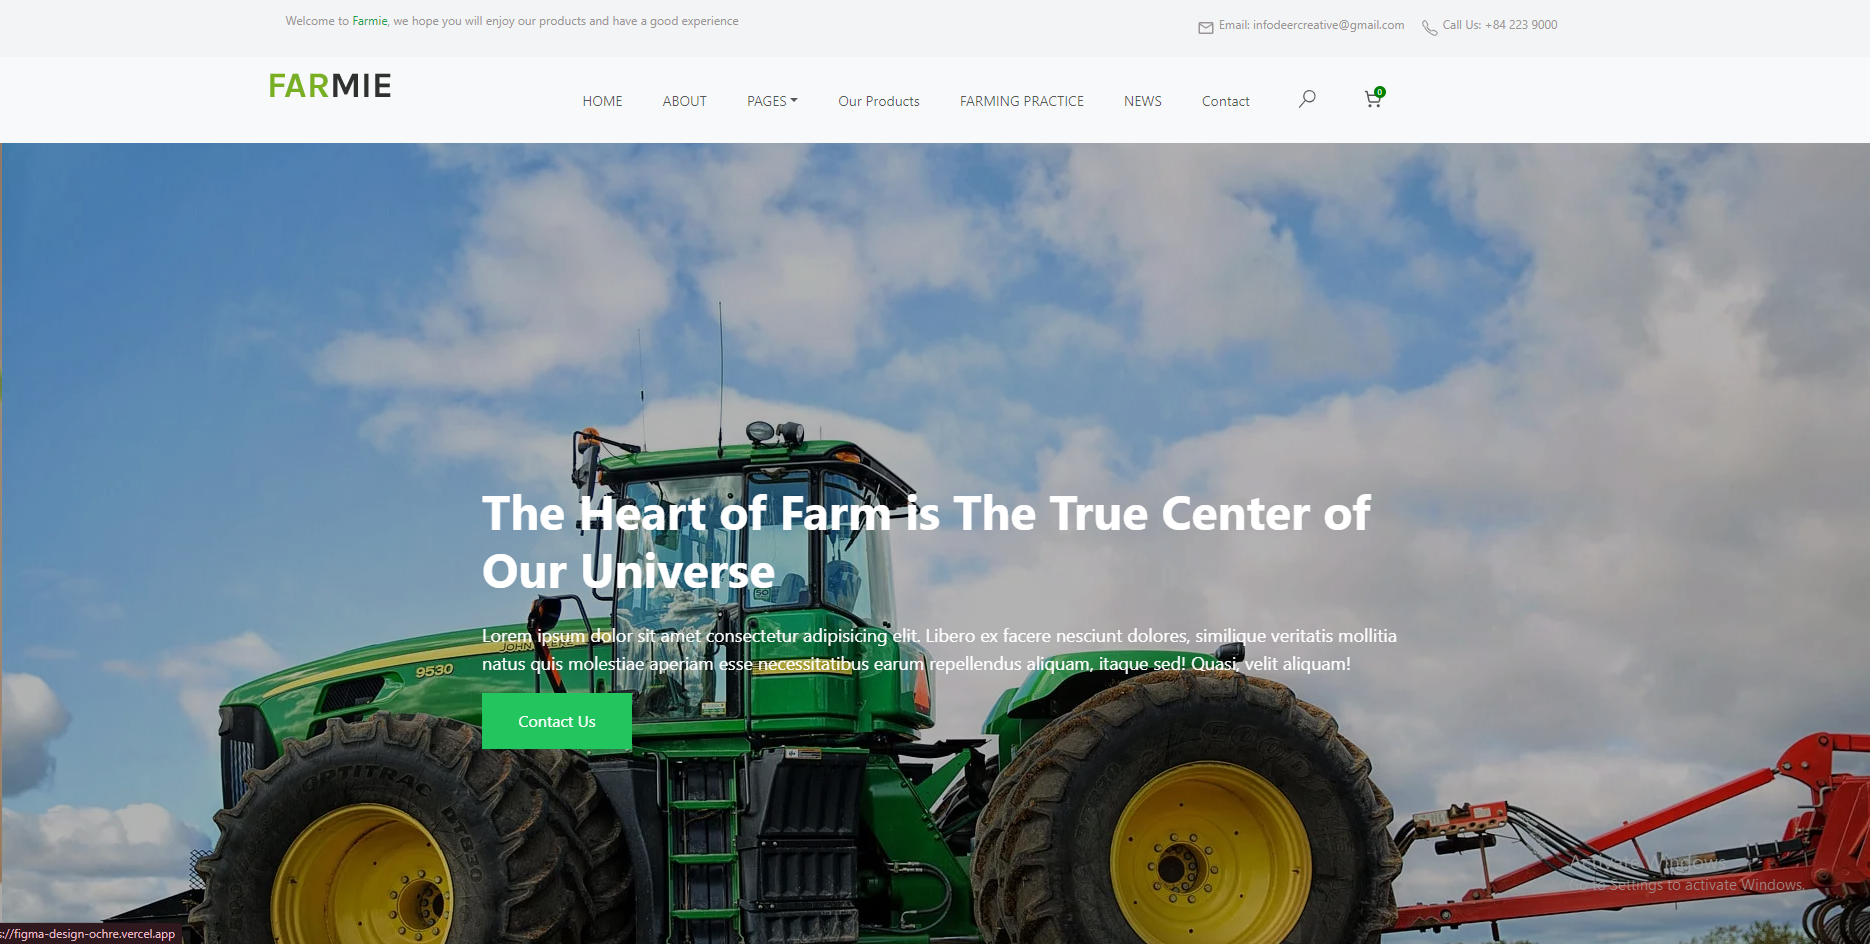 Welcome to Farmie, we hope you will enjoy our products and have a good experience
Email: infodeercreative@gmail.com
Call Us: +84 223 9000
FARMIE
HOME
ABOUT
PAGES
Our Products
FARMING PRACTICE
NEWS
Contact
0
The Heart of Farm is The True Center of
Our Universe
Lorem ipsum dolor sit amet consectetur adipisicing elit. Libero ex facere nesciunt dolores, similique veritatis mollitia
natus quis molestiae aperiam esse necessitatibus earum repellendus aliquam, itaque sed! Quasi, velit aliquam!
JOHN DEERE
9530
50
Contact Us
OPTITRAC DT830
Activate Windows
Go to Settings to activate Windows.
s://figma-design-ochre.vercel.app